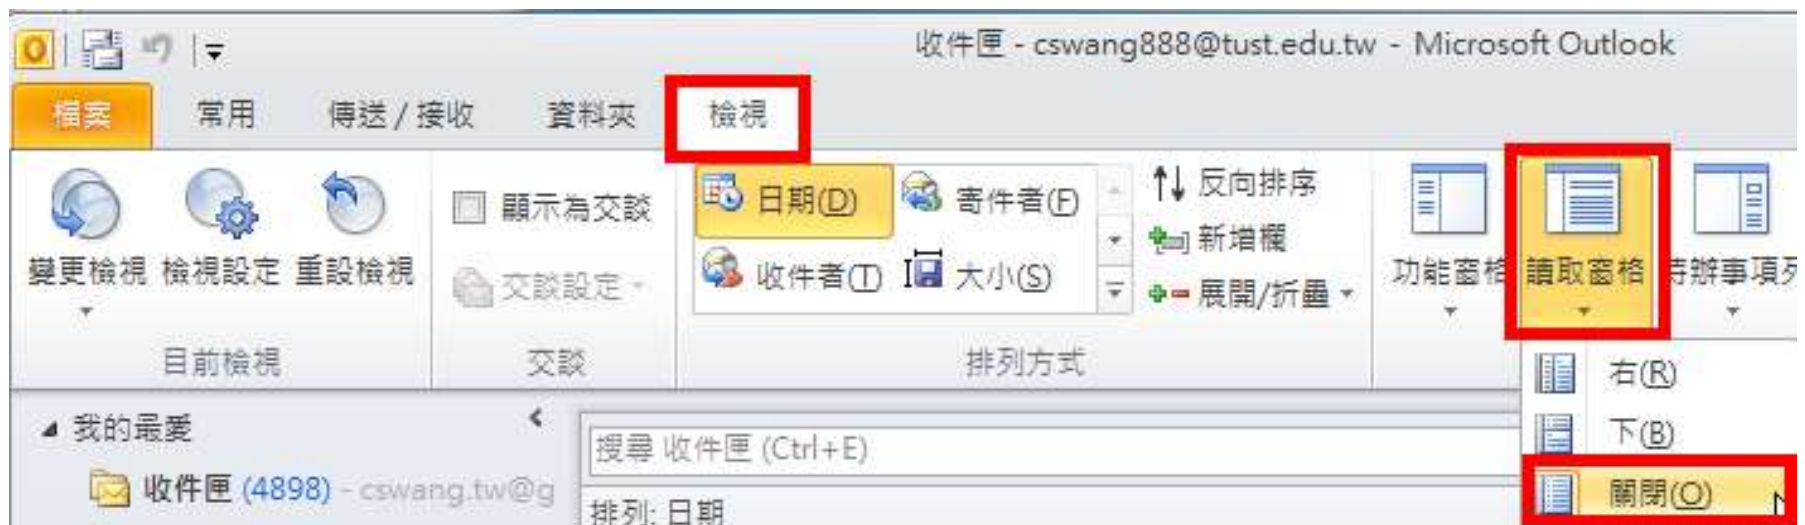 收件匣 - cswang888@tust.edu.tw - Microsoft Outlook
檔案 常用 傳送 / 接收 資料夾 檢視
變更檢視 檢視設定 重設檢視
顯示為交談
交談設定
日期(D) 寄件者(F)
收件者(T) 大小(S)
反向排序
新增欄
展開/折疊
功能窗格 讀取窗格 待辦事項列
目前檢視 交談 排列方式
右(R)
下(B)
關閉(O)
我的最愛
收件匣 (4898) - cswang.tw@g
搜尋 收件匣 (Ctrl+E)
排列: 日期